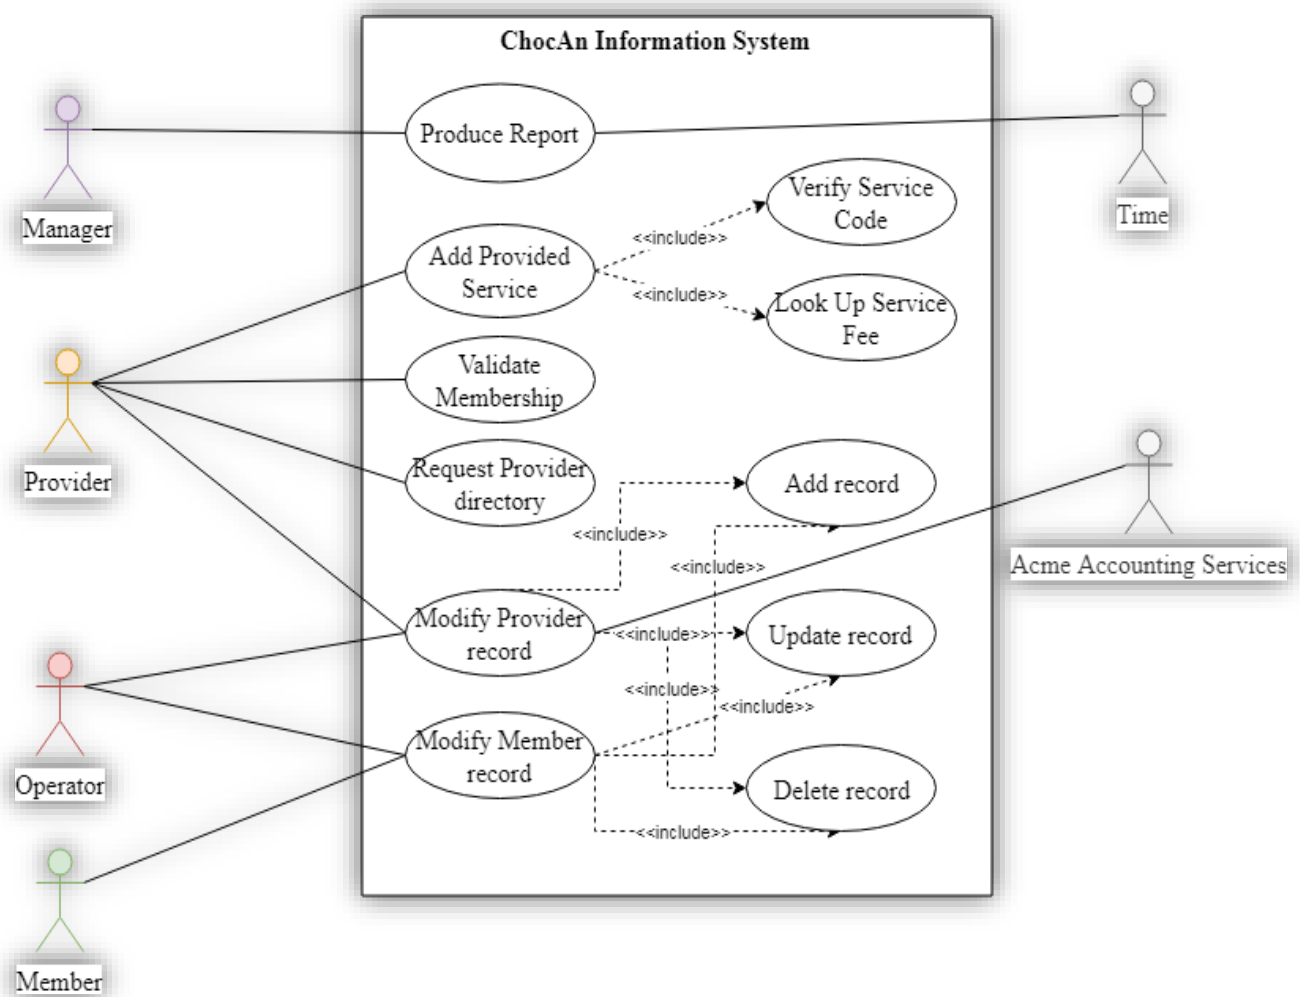 ChocAn Information System
Produce Report
Manager
Verify Service
Code
Time
Add Provided
Service
<<include>>
<<include>>
Look Up Service
Fee
Validate
Membership
Provider
Request Provider
directory
Add record
<<include>>
<<include>>
Acme Accounting Services
Modify Provider
record
<<include>>
Update record
<<include>>
<<include>>
Modify Member
record
Operator
Delete record
<<include>>
Member